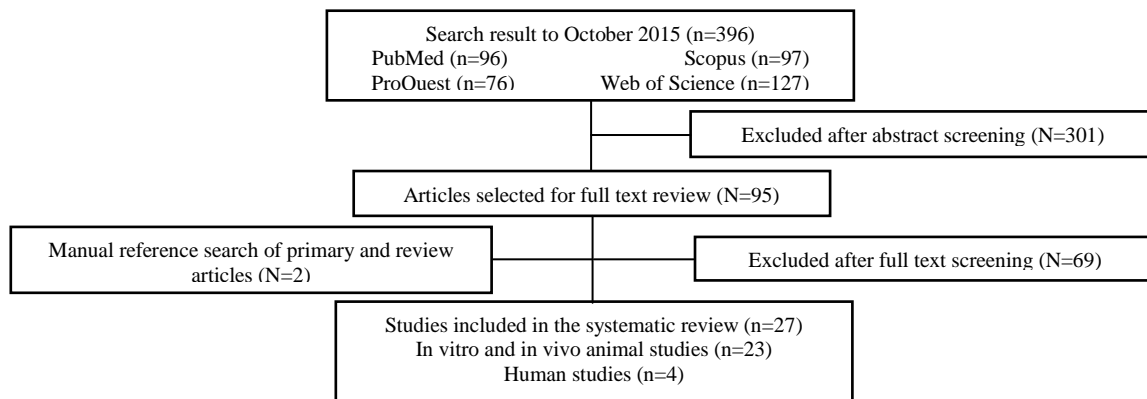 Search result to October 2015 (n=396)
PubMed (n=96) Scopus (n=97)
ProQuest (n=76) Web of Science (n=127)
Excluded after abstract screening (N=301)
Articles selected for full text review (N=95)
Manual reference search of primary and review
articles (N=2)
Excluded after full text screening (N=69)
Studies included in the systematic review (n=27)
In vitro and in vivo animal studies (n=23)
Human studies (n=4)